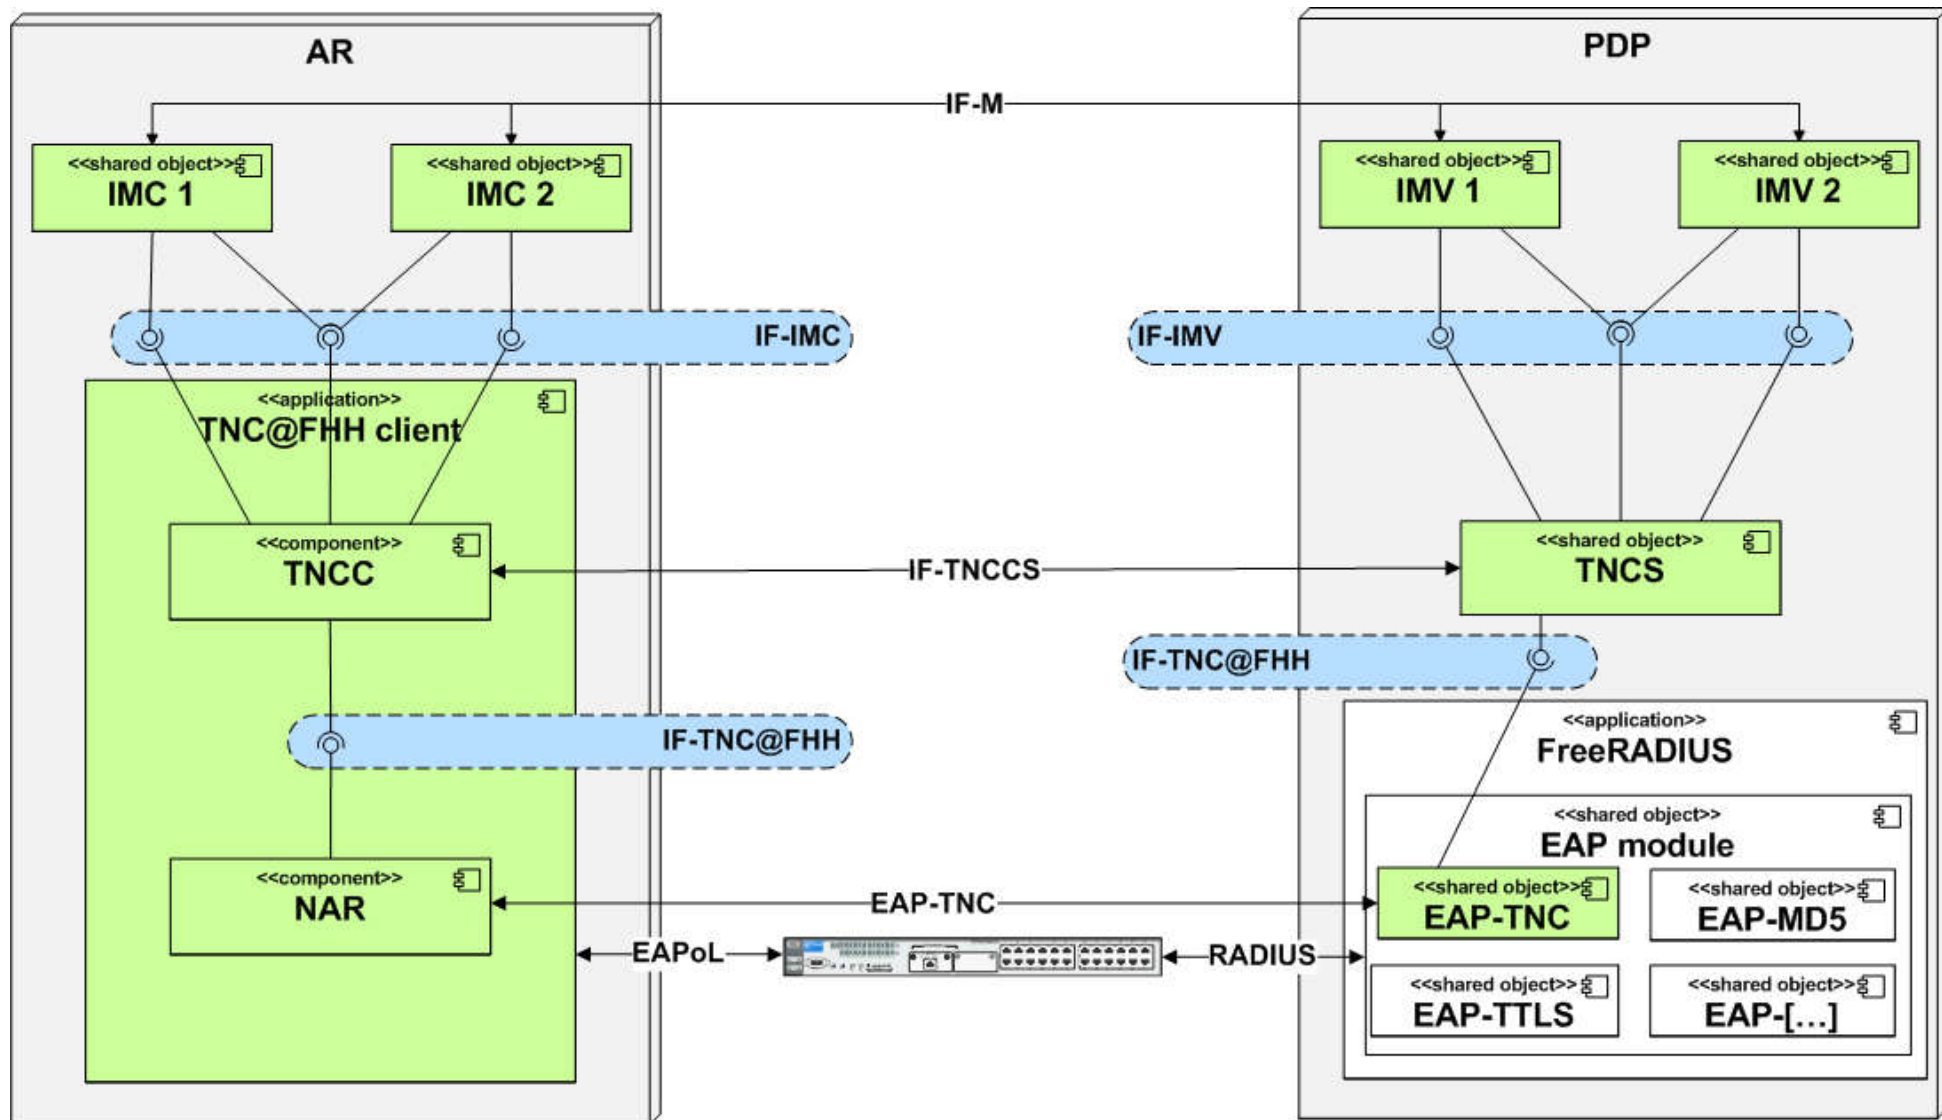 AR
PDP
IF-M
<<shared object>>
IMC 1
<<shared object>>
IMC 2
<<shared object>>
IMV 1
<<shared object>>
IMV 2
IF-IMC
IF-IMV
<<application>>
TNC@FHH client
<<component>>
TNCC
IF-TNCCS
<<shared object>>
TNCS
IF-TNC@FHH
IF-TNC@FHH
<<application>>
FreeRADIUS
<<shared object>>
EAP module
<<component>>
NAR
EAP-TNC
<<shared object>>
EAP-TNC
<<shared object>>
EAP-MD5
EAPoL
RADIUS
<<shared object>>
EAP-TTLS
<<shared object>>
EAP-[...]